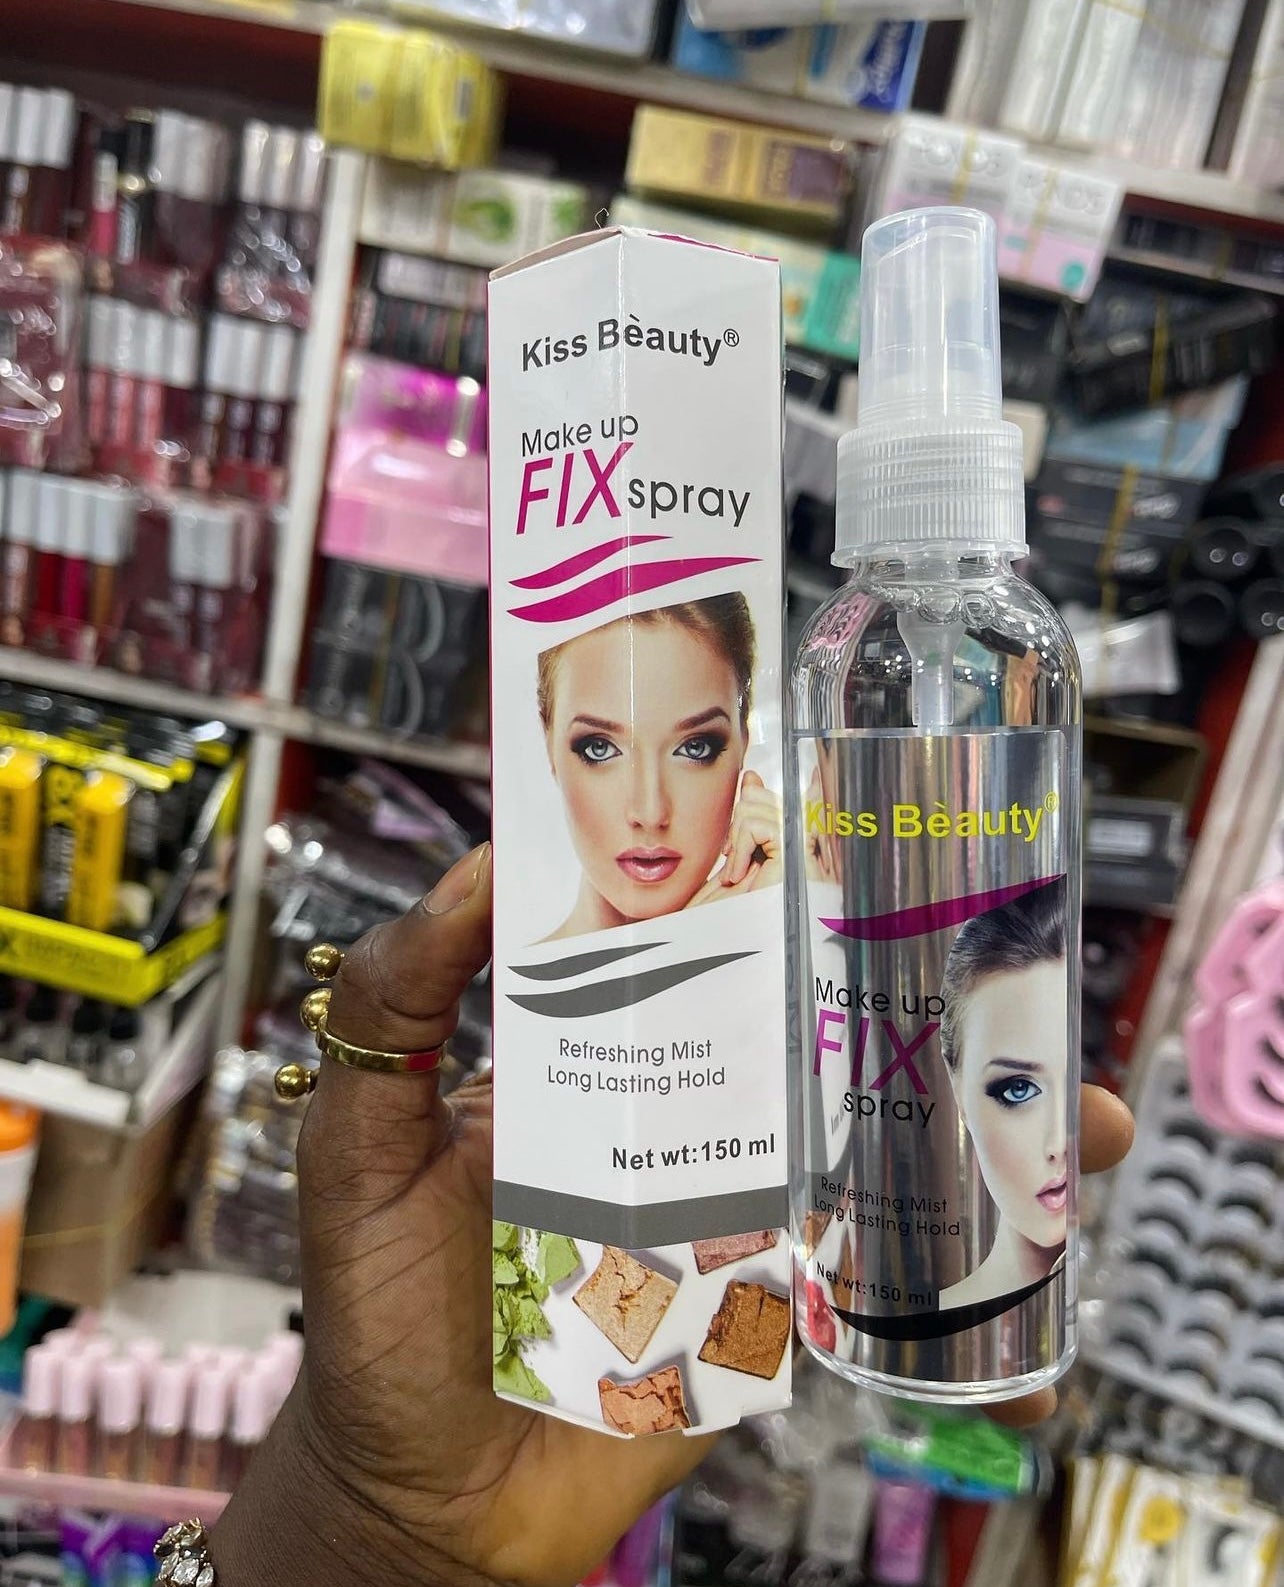 Kiss Bèauty®
Make up
FIX spray
Refreshing Mist
Long Lasting Hold
Net wt:150 ml
Kiss Bèauty®
Make up
FIX
spray
Refreshing Mist
Long Lasting Hold
Net wt:150 ml